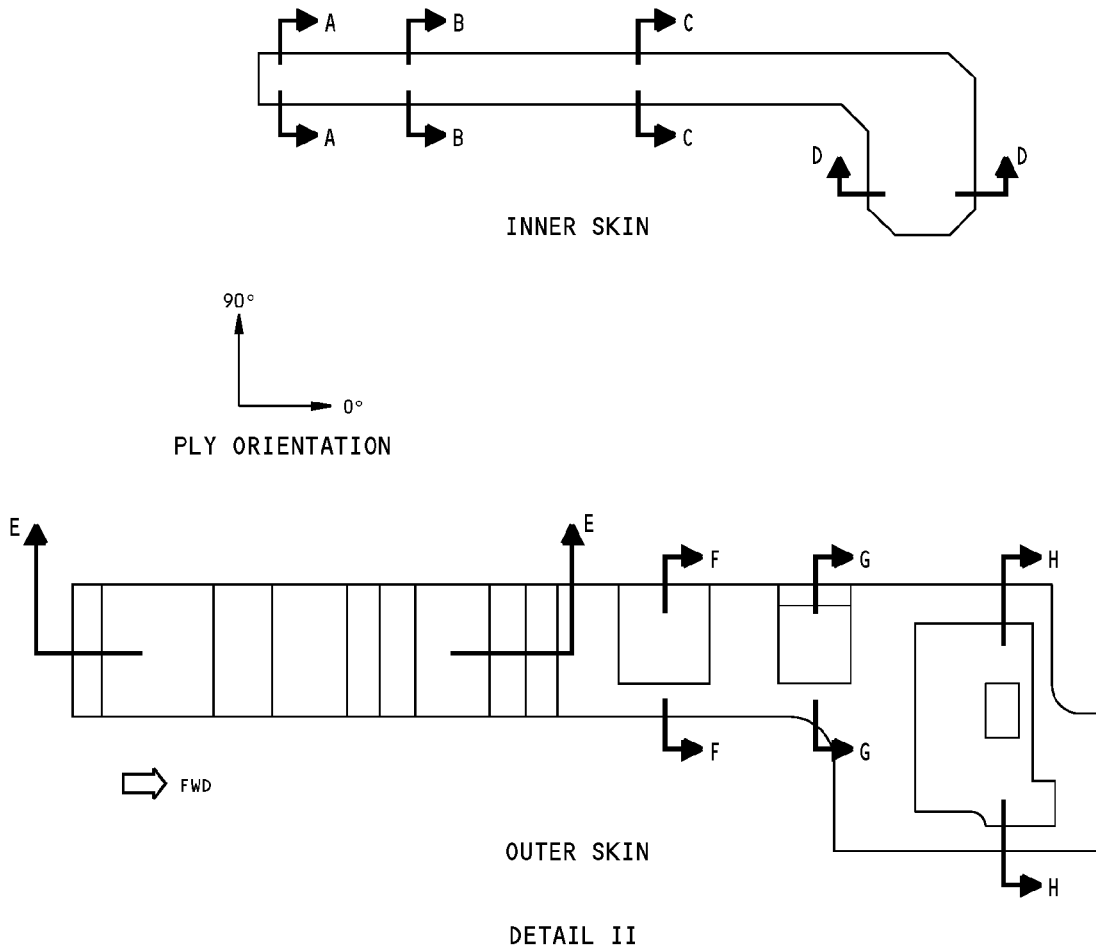 A B C
A B C
D D
INNER SKIN
90°
0°
PLY ORIENTATION
E E
F G H
F G
FWD
OUTER SKIN
H
DETAIL II